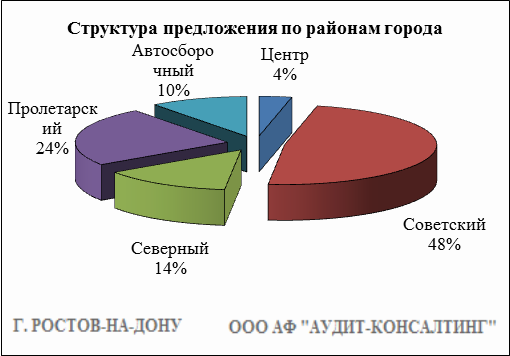 Структура предложения по районам города
Автосборо
чный
10%
Центр
4%
Пролетарск
ий
24%
Советский
48%
Северный
14%
Г. РОСТОВ-НА-ДОНУ
ООО АФ "АУДИТ-КОНСАЛТИНГ"